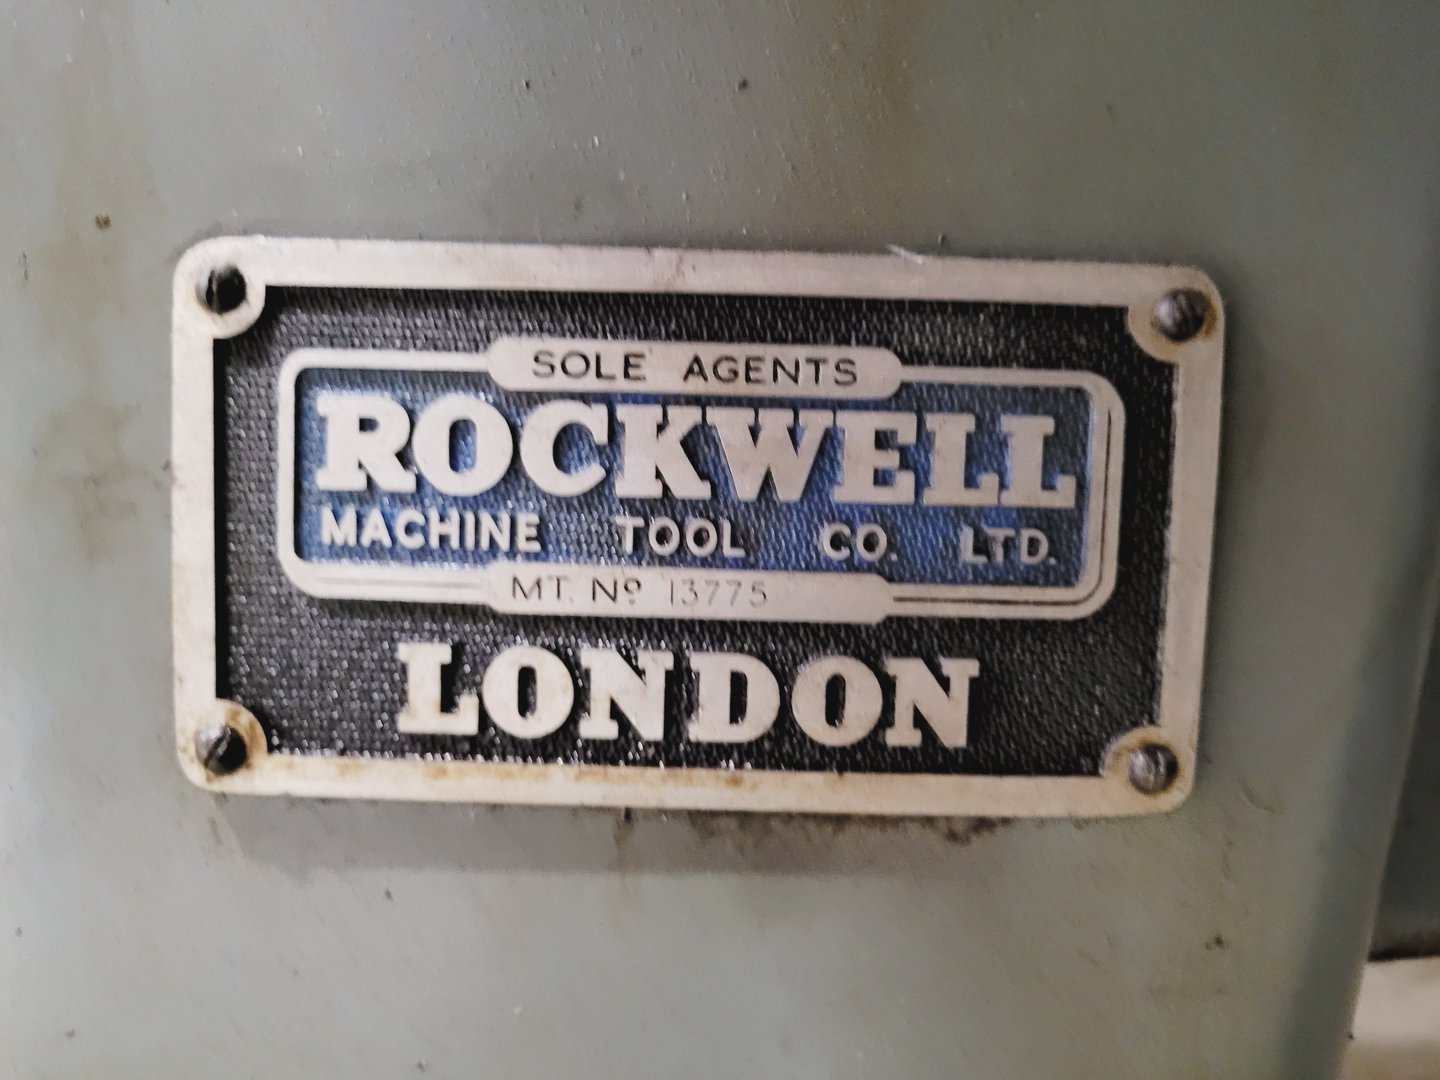 SOLE AGENTS
ROCKWELL
MACHINE TOOL CO. LTD.
MT. Nº 13775
LONDON